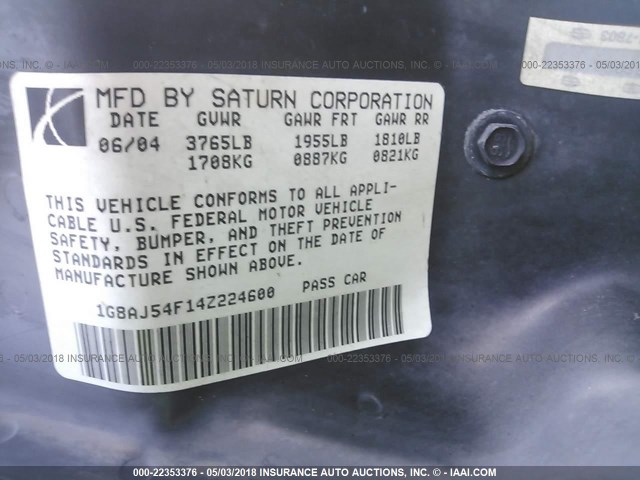 MFD BY SATURN CORPORATION
DATE GVWR GAWR FRT GAWR RR
06/04 3765LB 1955LB 1810LB
1708KG 0887KG 0821KG
THIS VEHICLE CONFORMS TO ALL APPLI-
CABLE U.S. FEDERAL MOTOR VEHICLE
SAFETY, BUMPER, AND THEFT PREVENTION
STANDARDS IN EFFECT ON THE DATE OF
MANUFACTURE SHOWN ABOVE.
1G8AJ54F14Z224600 PASS CAR
000-22353376 - 05/03/2018 INSURANCE AUTO AUCTIONS, INC. - © IAAI.COM